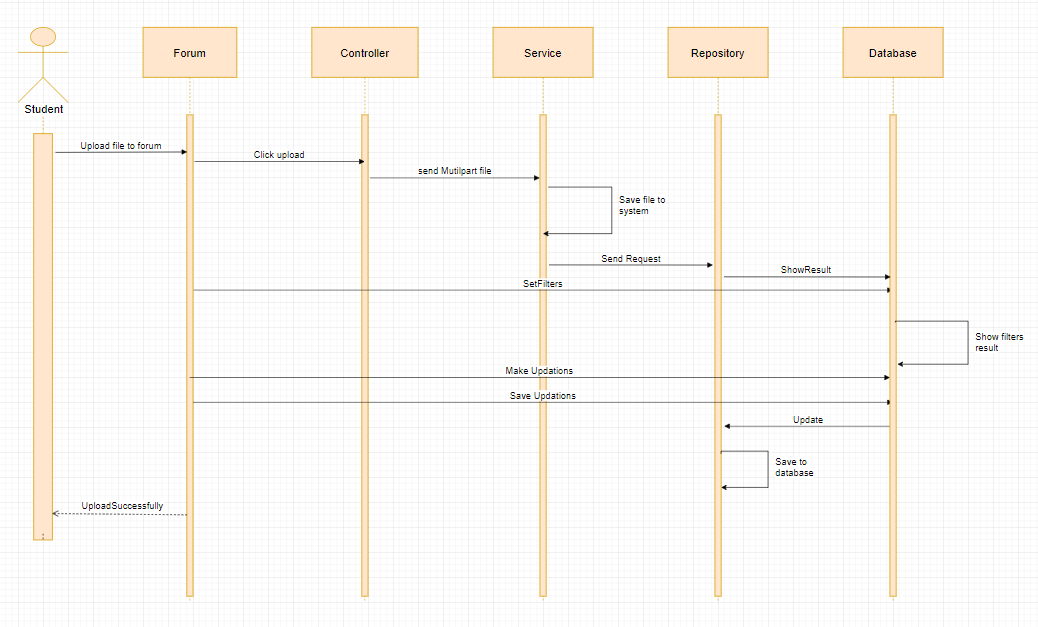 Forum
Controller
Service
Repository
Database
Student
Upload file to forum
Click upload
send Mutilpart file
Save file to
system
Send Request
ShowResult
SetFilters
Show filters
result
Make Updations
Save Updations
Update
Save to
database
UploadSuccessfully